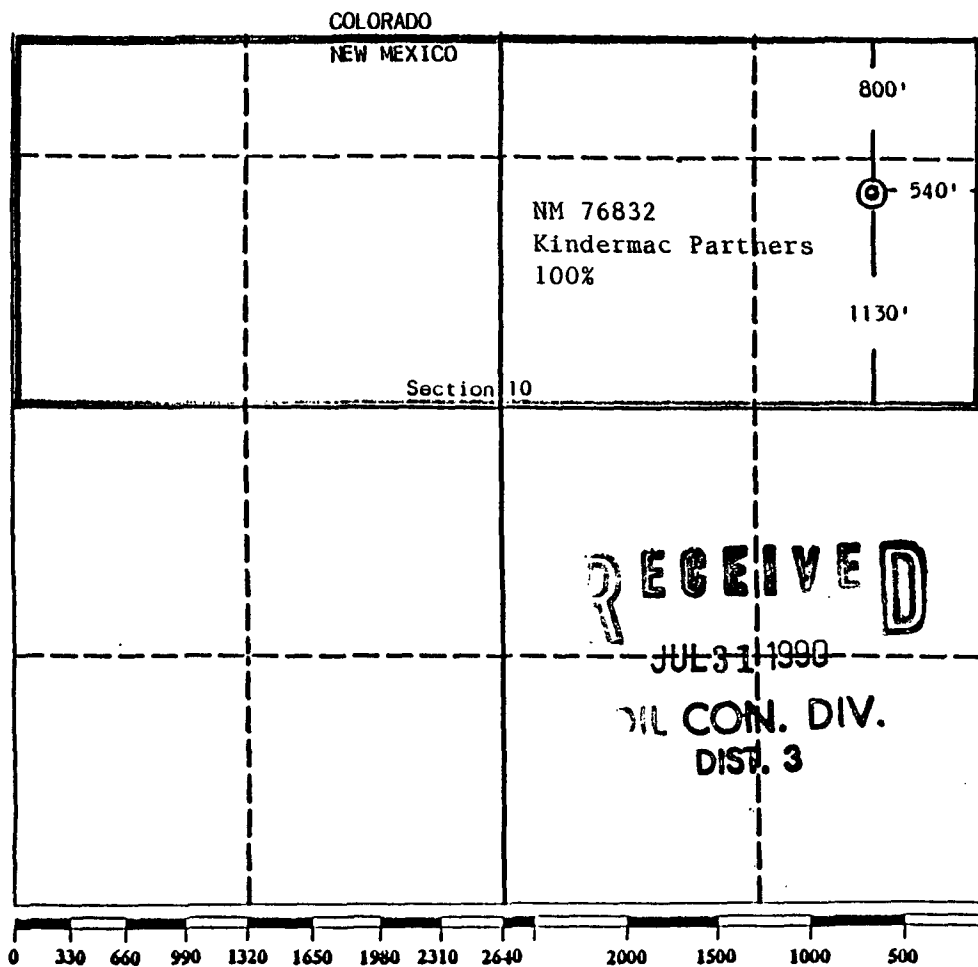 COLORADO
NEW MEXICO
800'
540'
NM 76832
Kindermac Partners
100%
1130'
Section 10
RECEIVED
JUL 31 1990
OIL CON. DIV.
DIST. 3
0 330 660 990 1320 1650 1980 2310 2640 2000 1500 1000 500